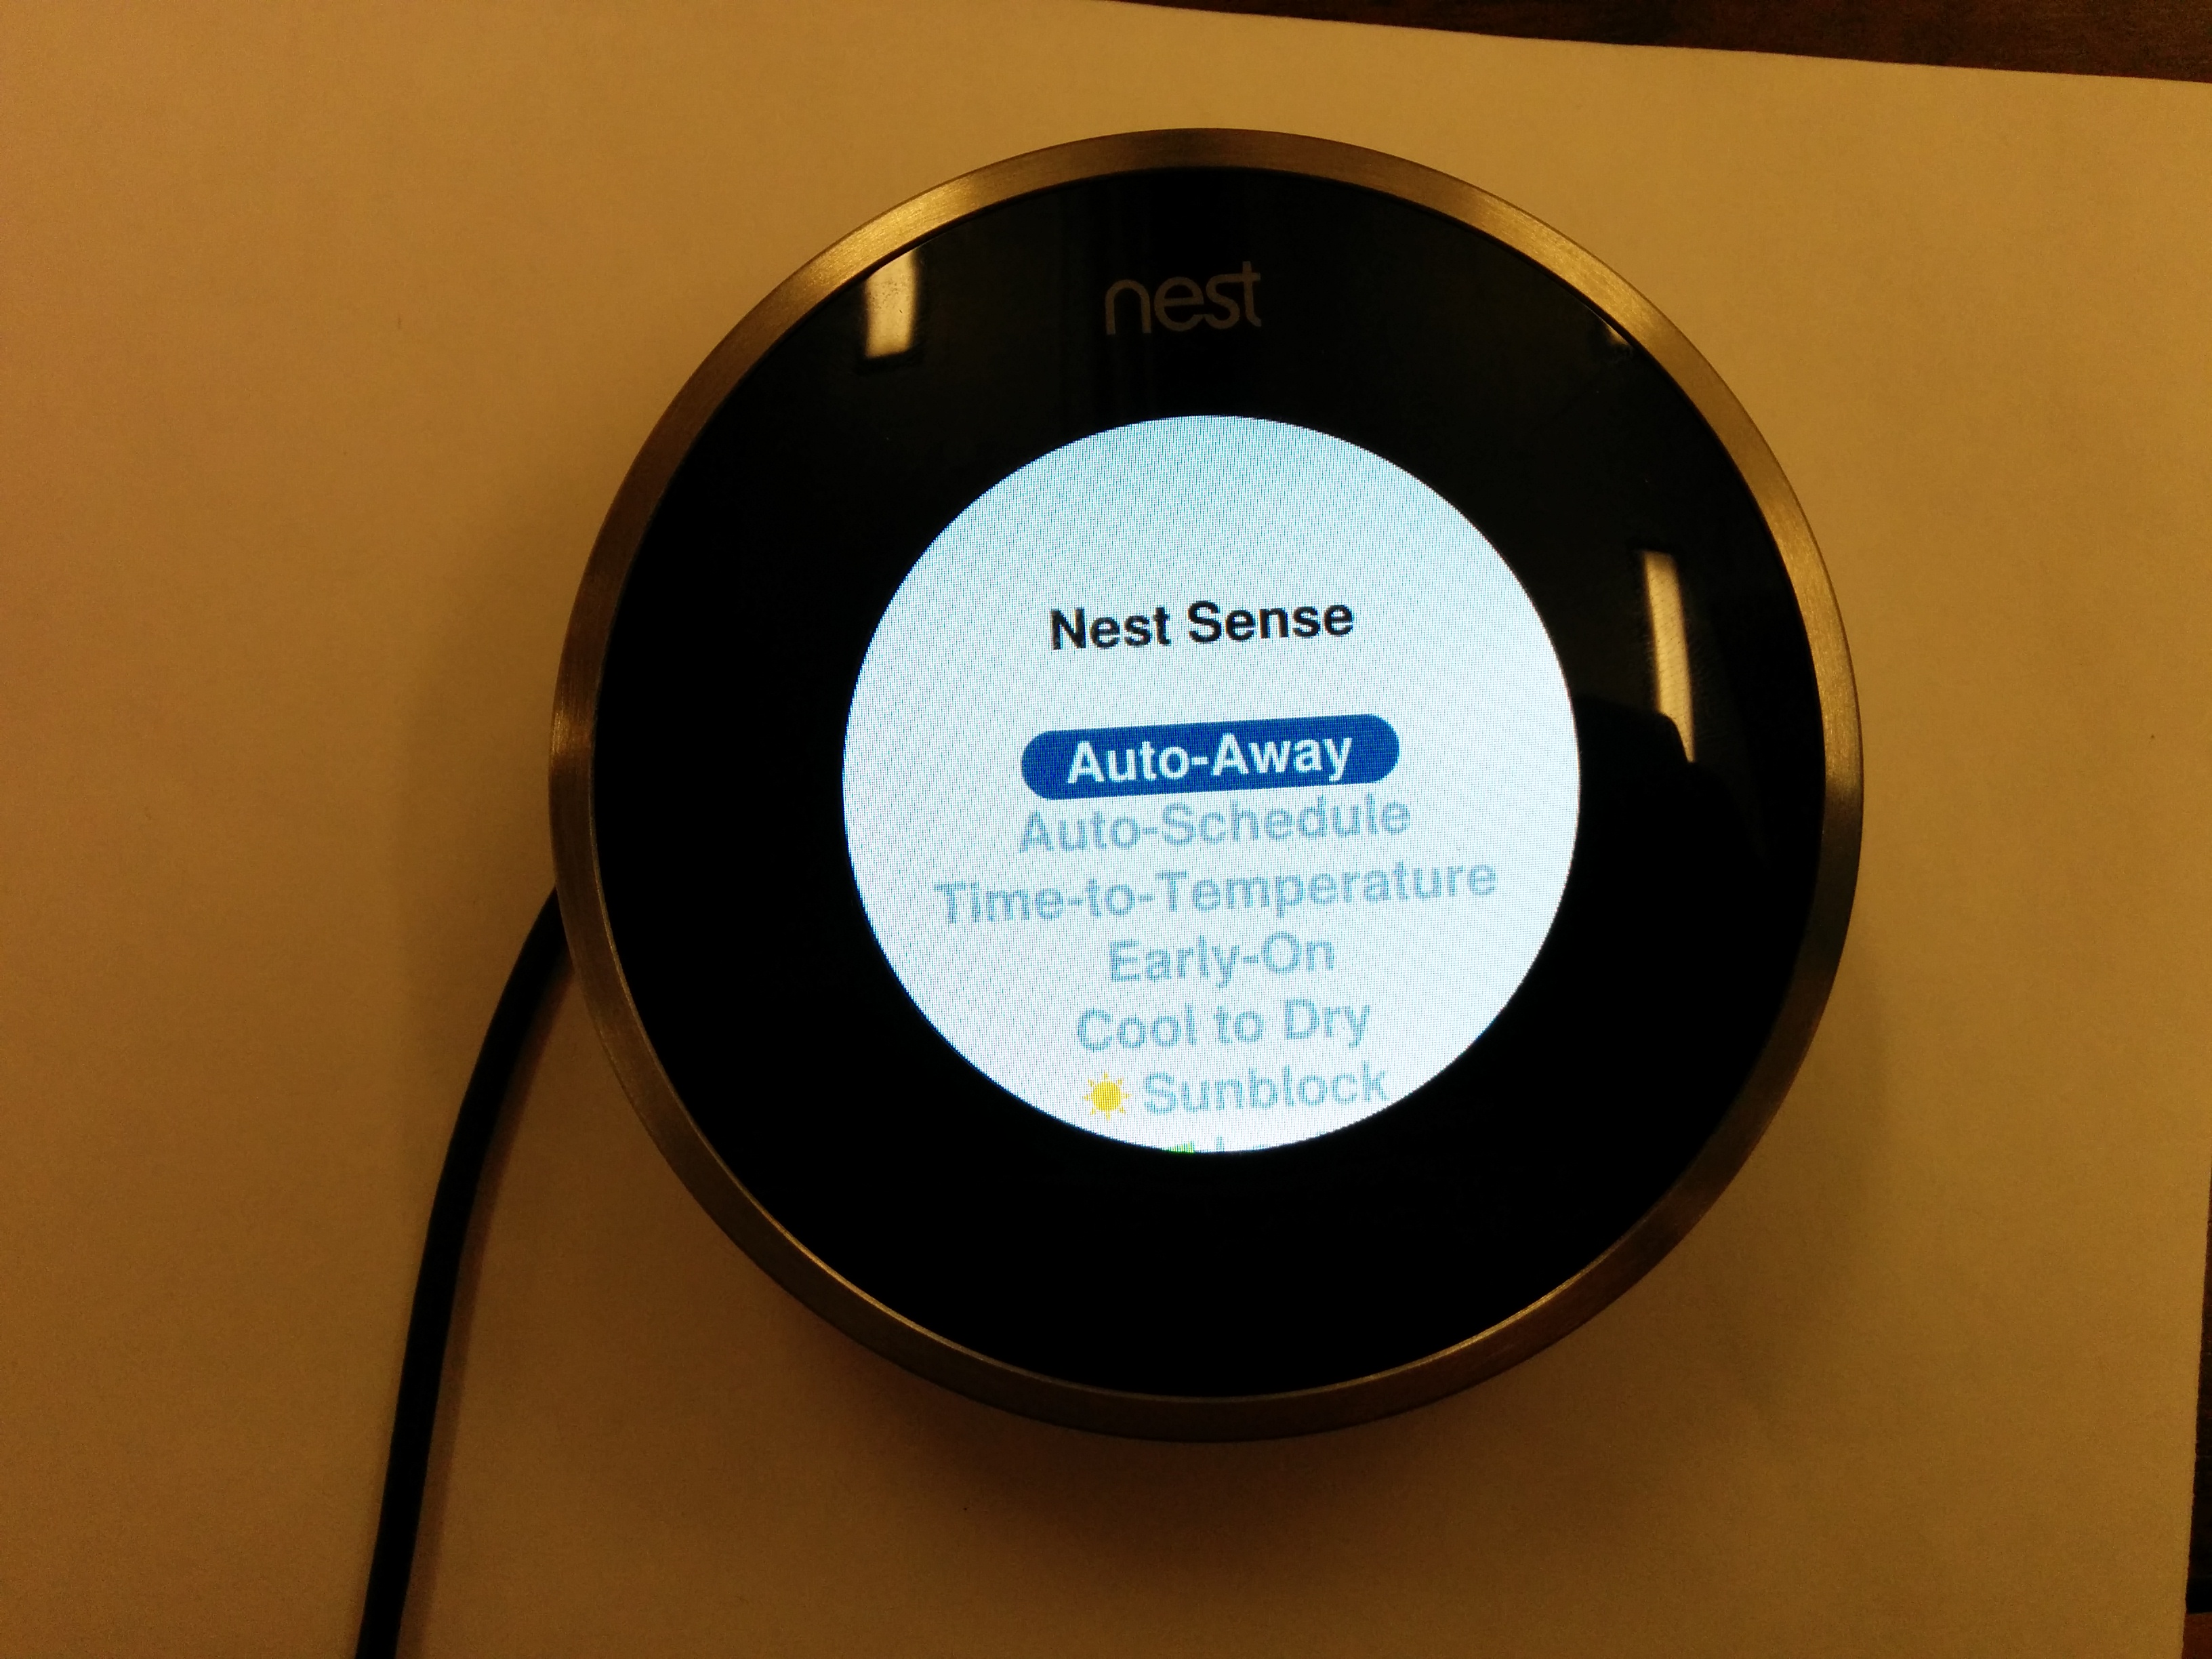 nest
Nest Sense
Auto-Away
Auto-Schedule
Time-to-Temperature
Early-On
Cool to Dry
Sunblock